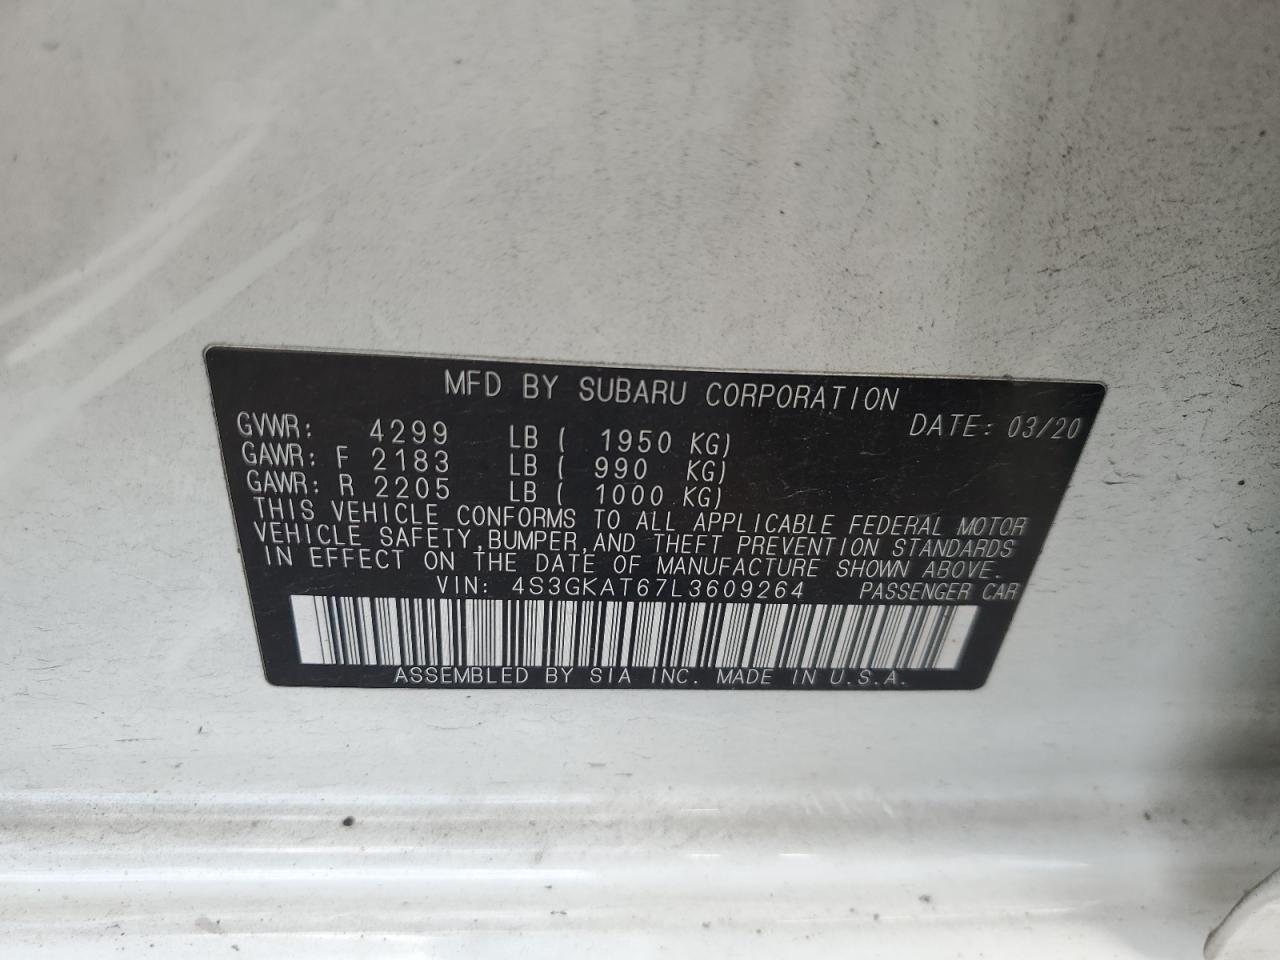 MFD BY SUBARU CORPORATION
DATE: 03/20
GVWR: 4299 LB ( 1950 KG)
GAWR: F 2183 LB ( 990 KG)
GAWR: R 2205 LB ( 1000 KG)
THIS VEHICLE CONFORMS TO ALL APPLICABLE FEDERAL MOTOR
VEHICLE SAFETY,BUMPER,AND THEFT PREVENTION STANDARDS
IN EFFECT ON THE DATE OF MANUFACTURE SHOWN ABOVE.
VIN: 4S3GKAT67L3609264 PASSENGER CAR
ASSEMBLED BY SIA INC. MADE IN U.S.A.